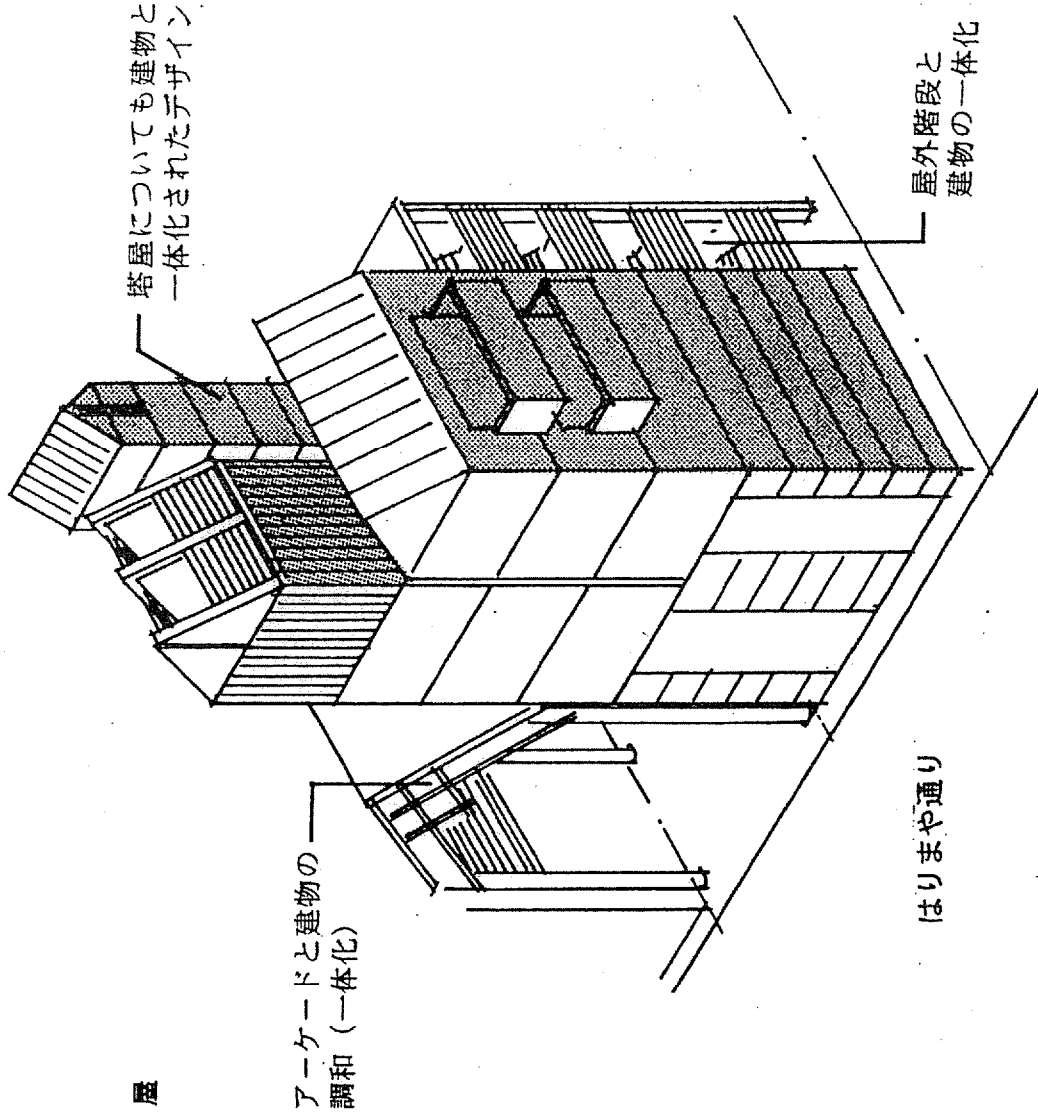 塔屋についても建物と
一体化されたデザイン
屋外階段と
建物の一体化
屋
アーケードと建物の
調和（一体化）
はりまや通り